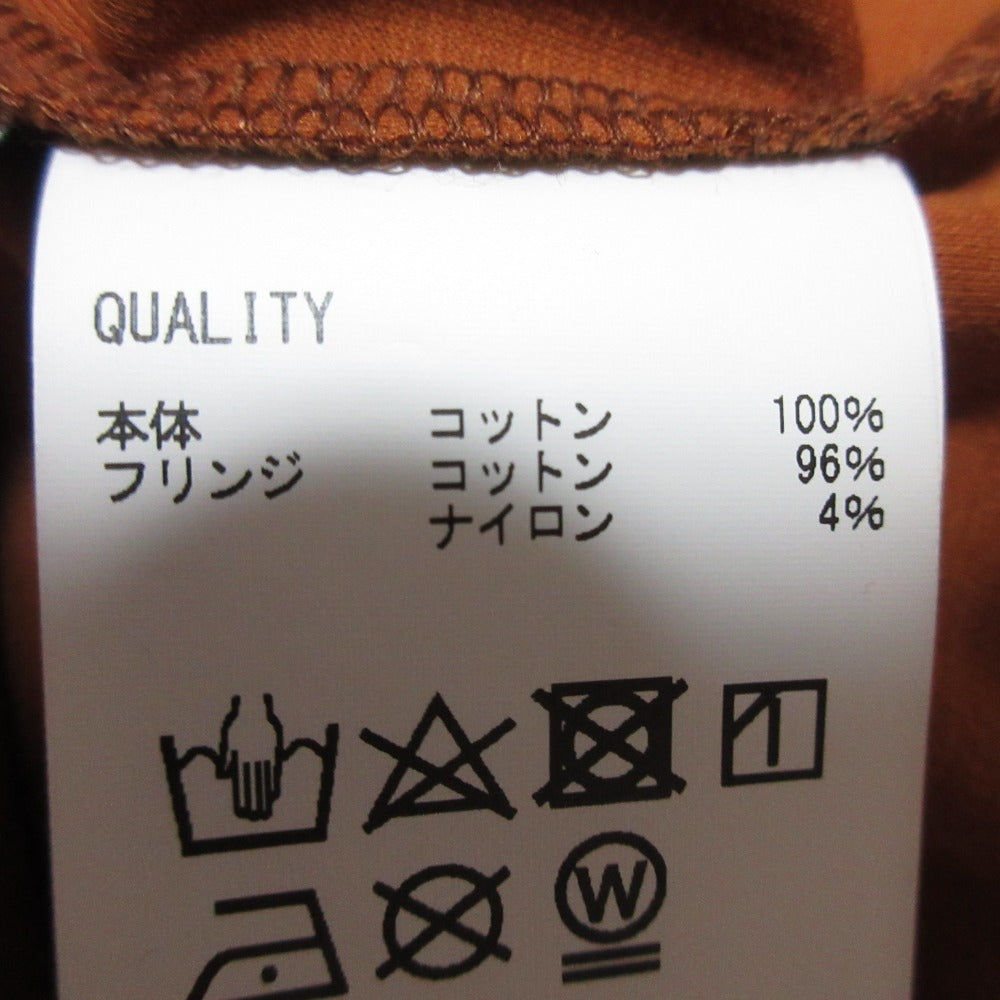 QUALITY
本体 コットン 100%
フリンジ コットン 96%
ナイロン 4%
W